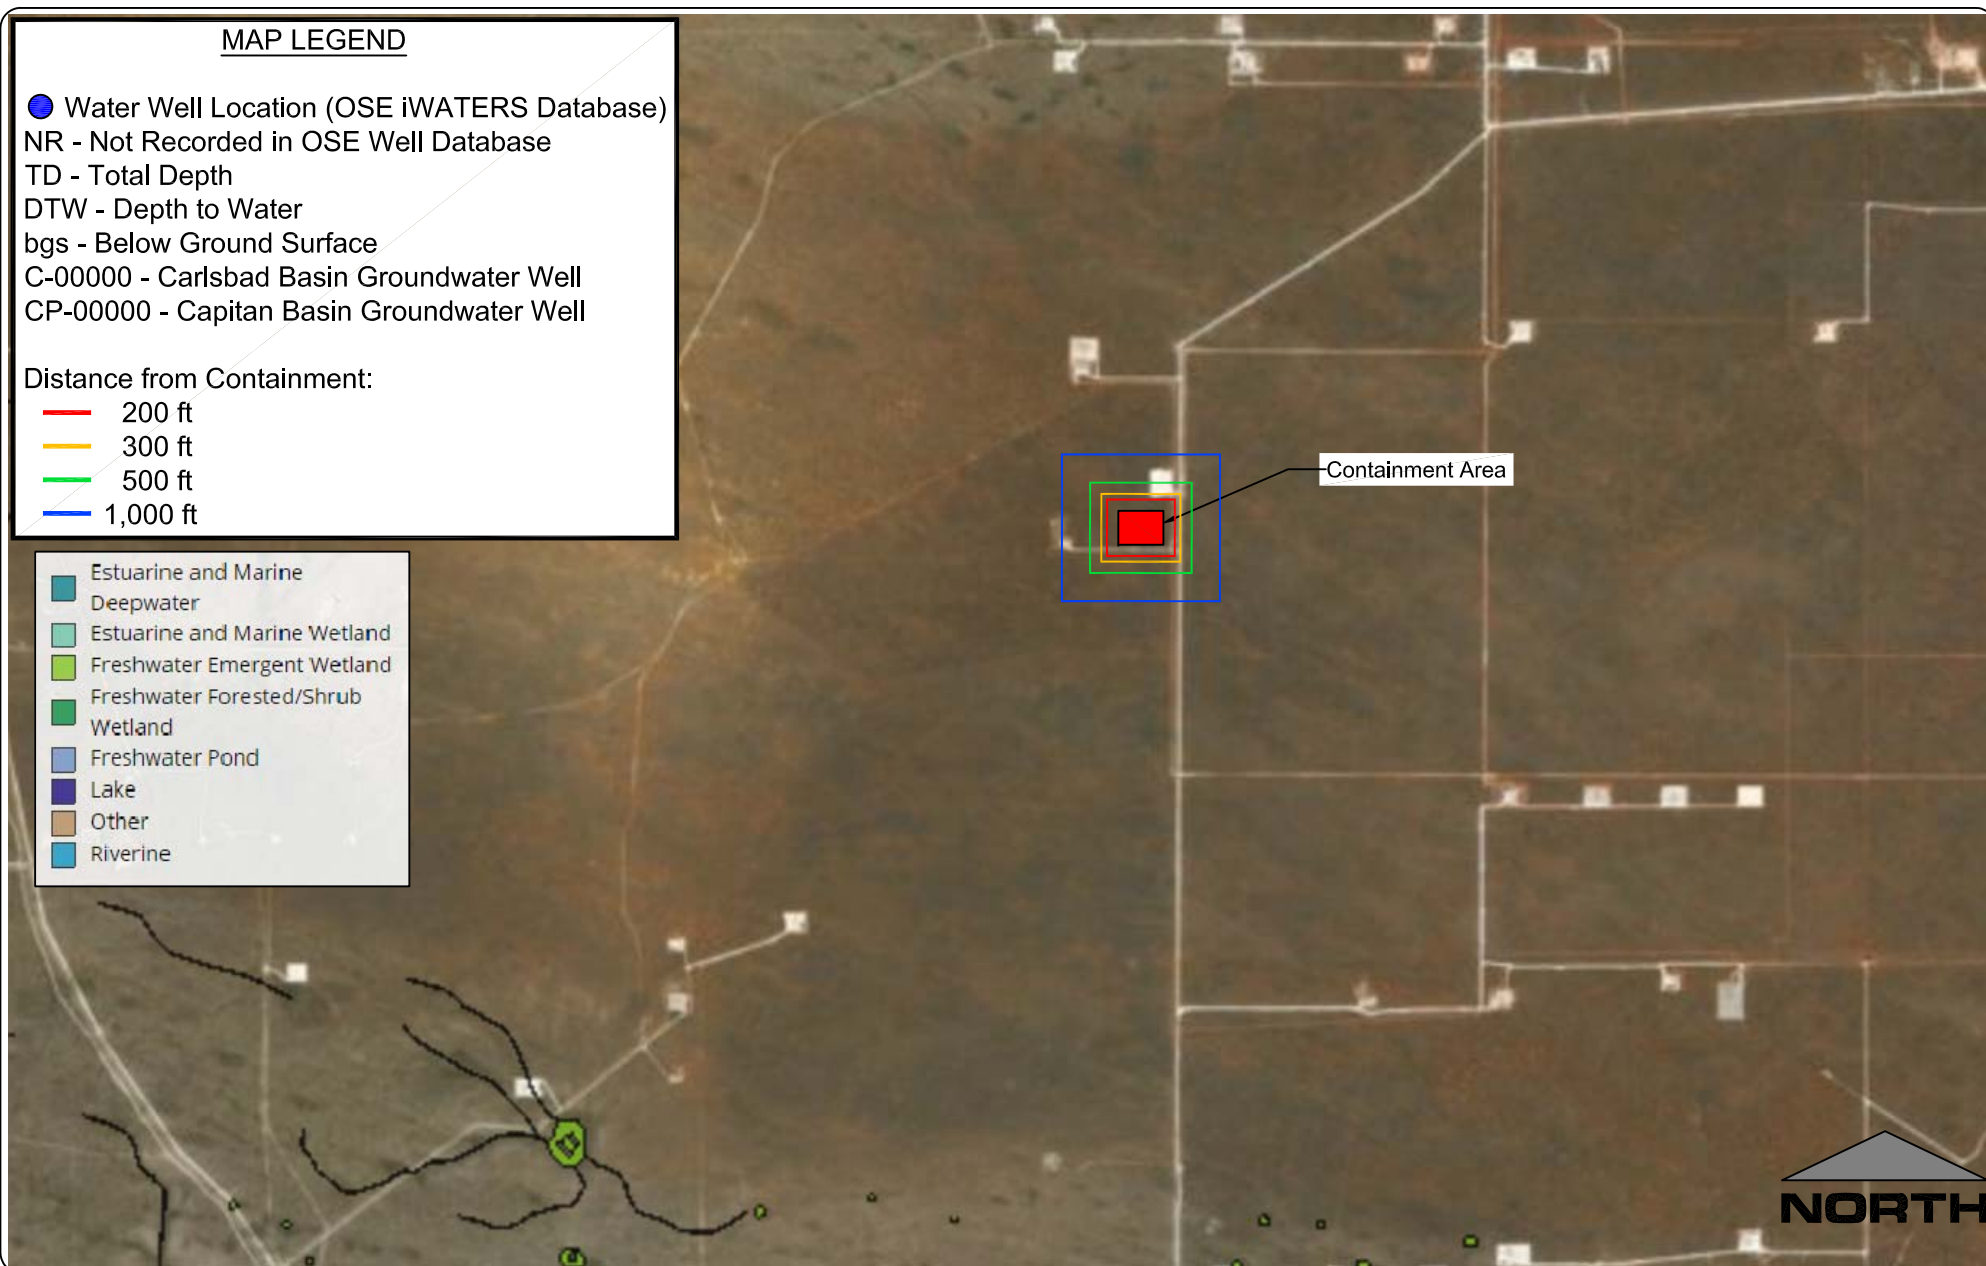 MAP LEGEND
Water Well Location (OSE iWATERS Database)
NR - Not Recorded in OSE Well Database
TD - Total Depth
DTW - Depth to Water
bgs - Below Ground Surface
C-00000 - Carlsbad Basin Groundwater Well
CP-00000 - Capitan Basin Groundwater Well
Distance from Containment:
200 ft
300 ft
500 ft
1,000 ft
Containment Area
Estuarine and Marine
Deepwater
Estuarine and Marine Wetland
Freshwater Emergent Wetland
Freshwater Forested/Shrub
Wetland
Freshwater Pond
Lake
Other
Riverine
NORTH